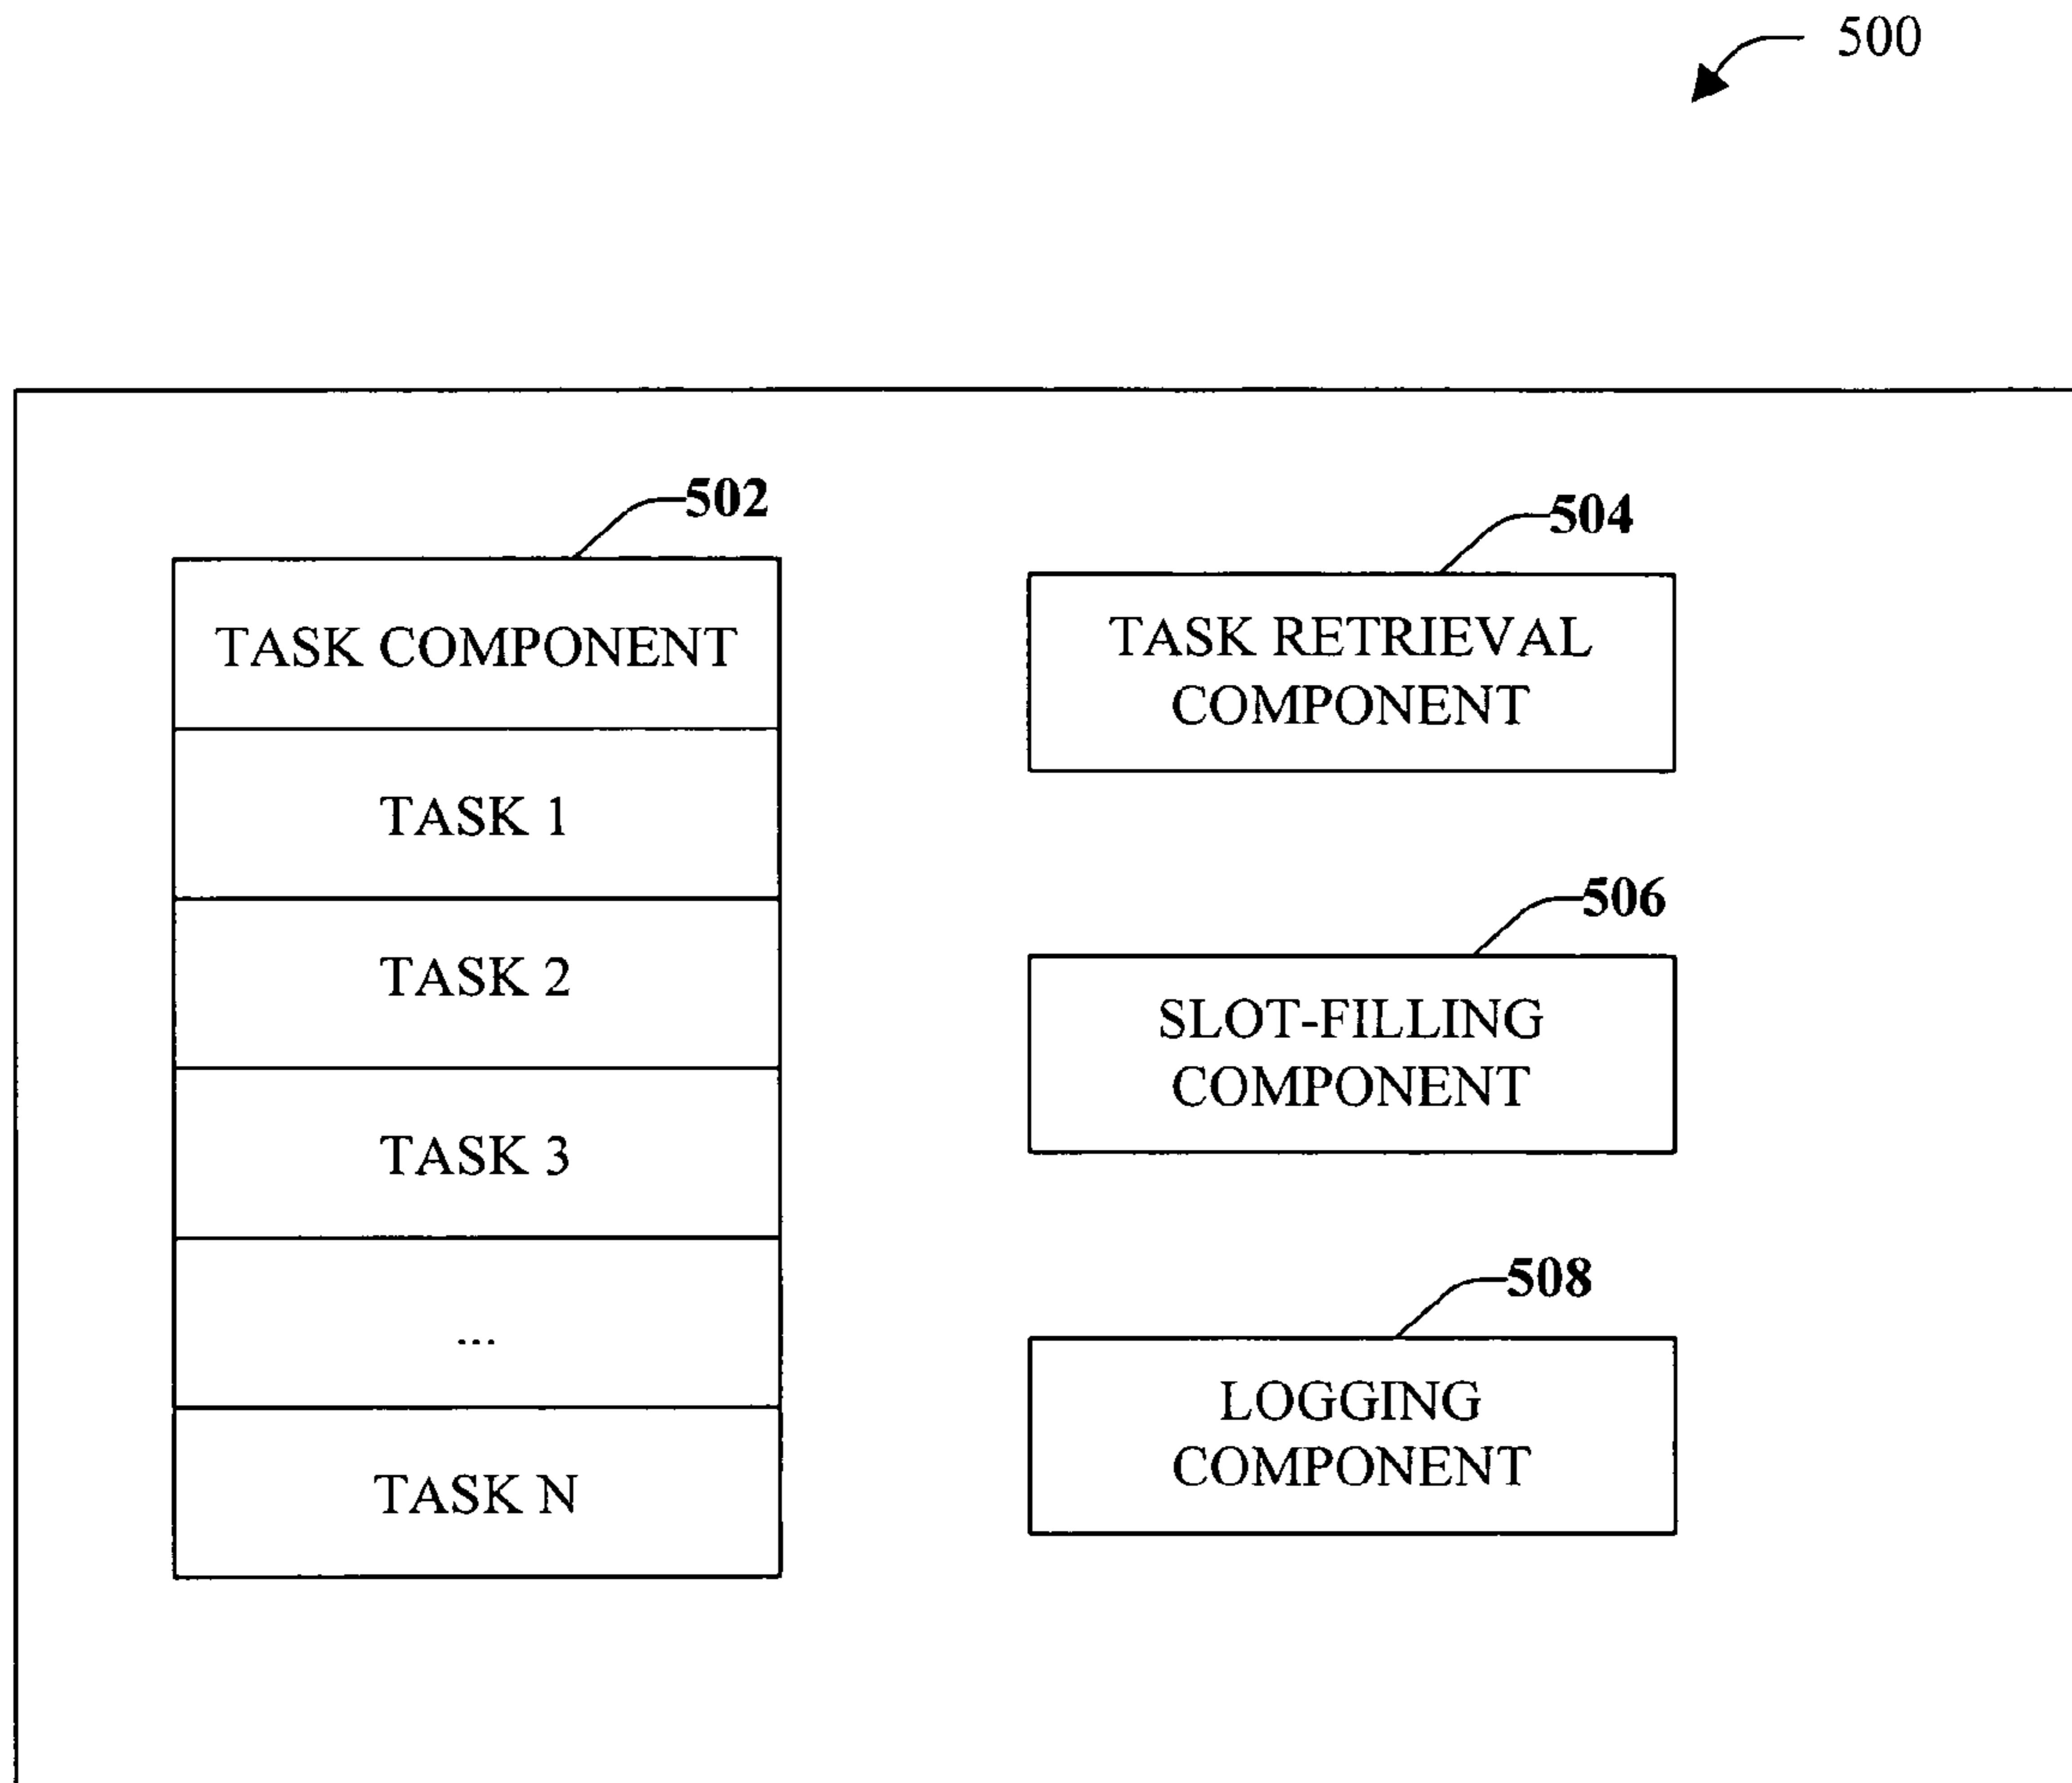 500
502
TASK COMPONENT
TASK 1
TASK 2
TASK 3
...
TASK N
504
TASK RETRIEVAL
COMPONENT
506
SLOT-FILLING
COMPONENT
508
LOGGING
COMPONENT